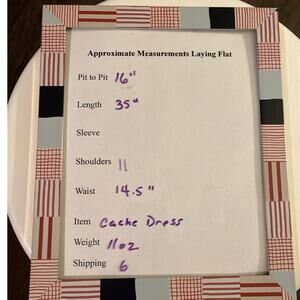 Approximate Measurements Laying Flat
Pit to Pit 16"
Length 35"
Sleeve
Shoulders 11
Waist 14.5"
Item Cache Dress
Weight 11oz
Shipping 6